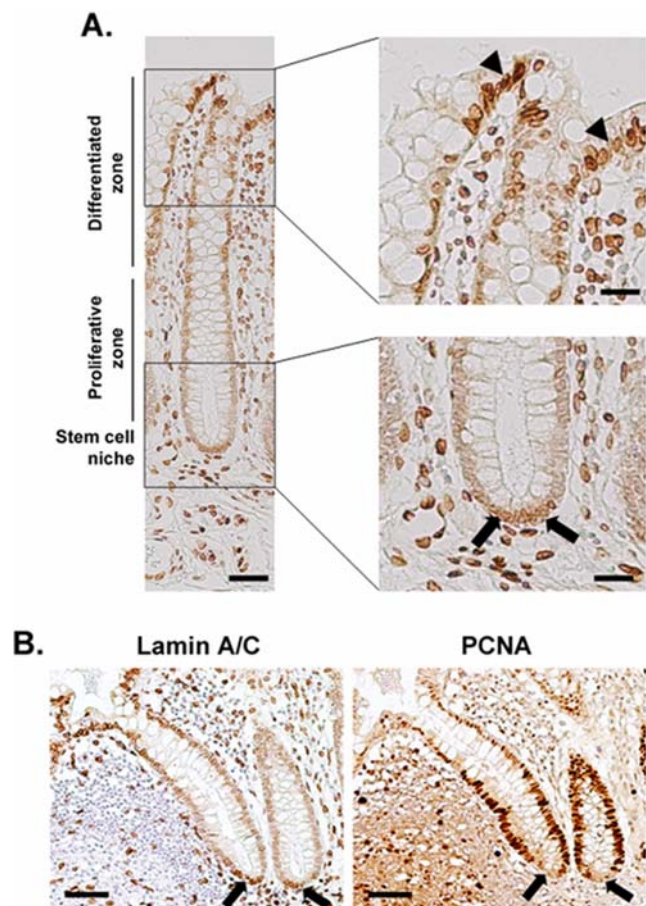 A.
Differentiated
zone
Proliferative
zone
Stem cell
niche
B.
Lamin A/C
PCNA